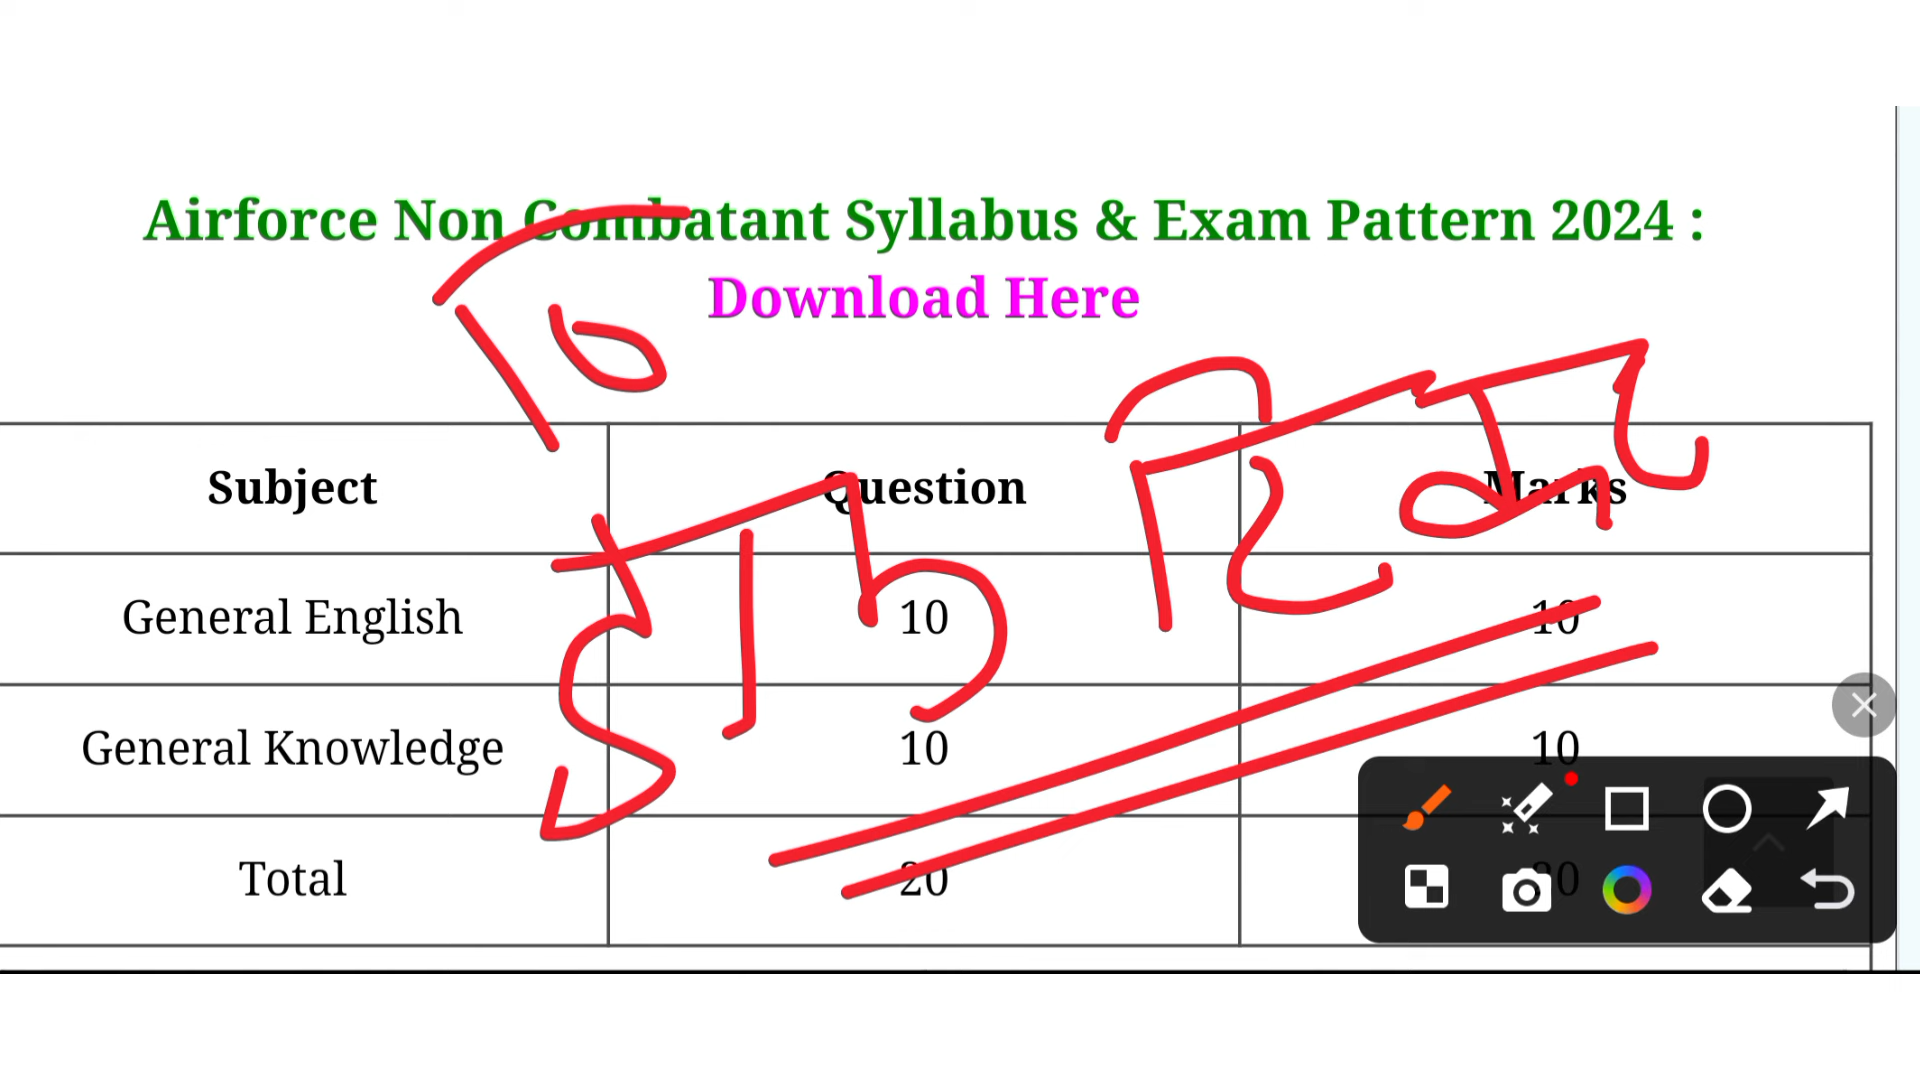 Airforce Non Combatant Syllabus & Exam Pattern 2024 :
Download Here
Subject Question Marks
General English 10 10
General Knowledge 10 10
Total 20 20